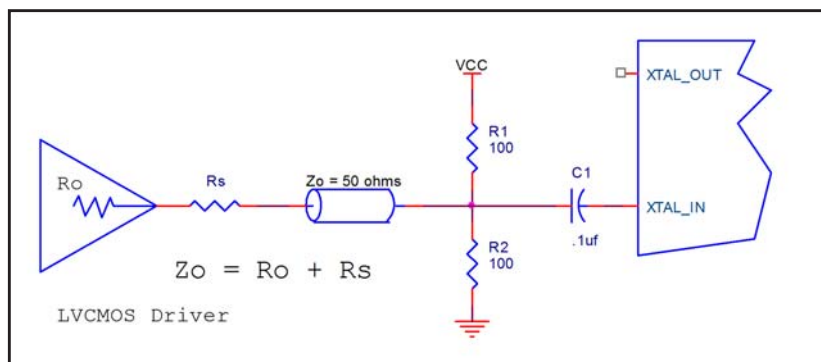 VCC
XTAL_OUT
R1
100
Ro
Rs
Zo = 50 ohms
C1
XTAL_IN
.1uf
R2
100
Zo = Ro + Rs
LVCMOS Driver